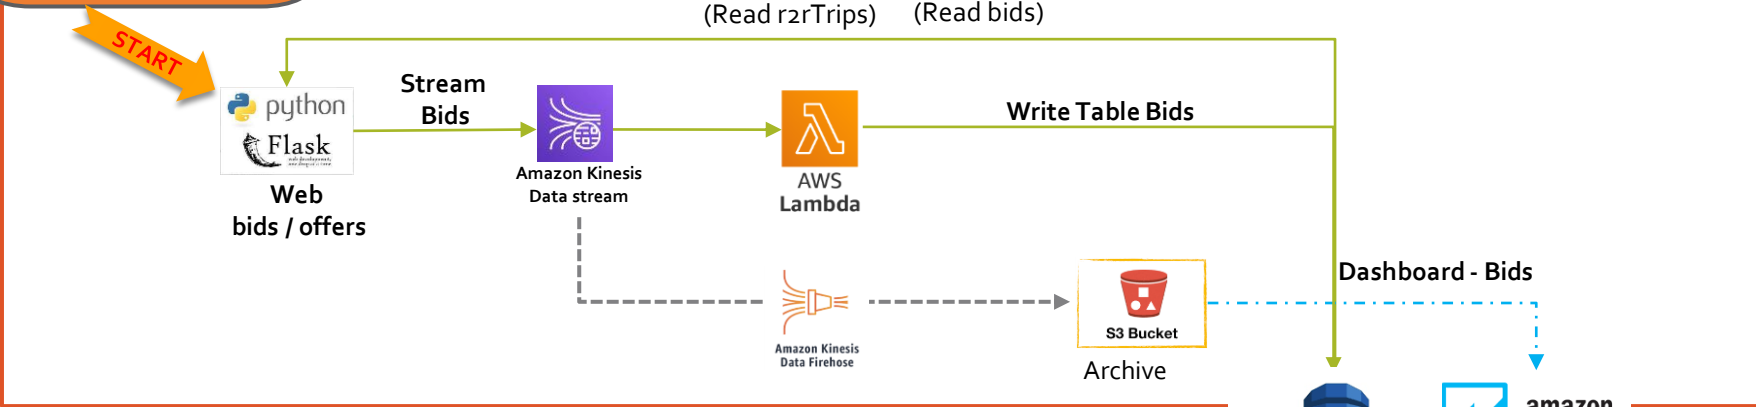 (Read r2rTrips) (Read bids)
START
Stream
Bids
python
Flask
Web
bids / offers
Amazon Kinesis
Data stream
AWS
Lambda
Write Table Bids
Dashboard - Bids
Amazon Kinesis
Data Firehose
S3 Bucket
Archive
amazon